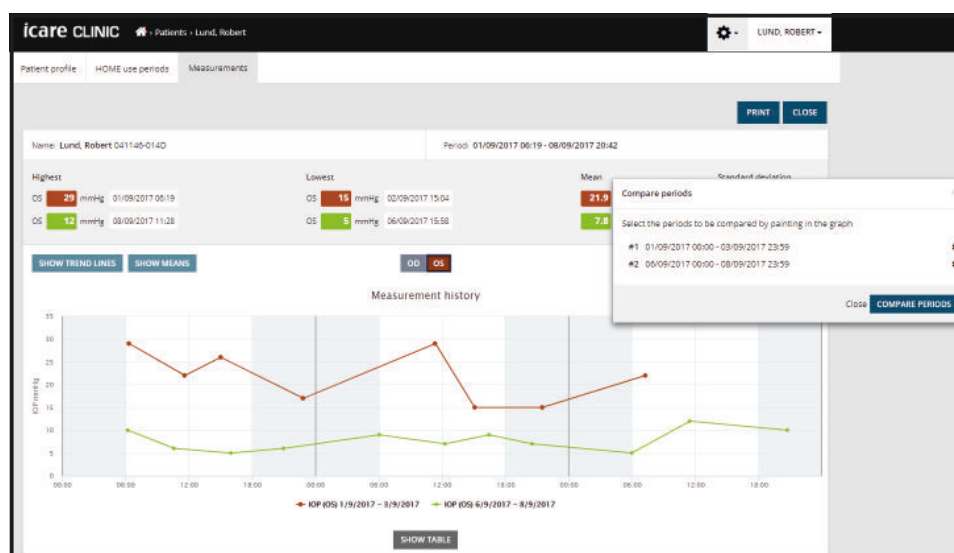 icare CLINIC › Patients › Lund, Robert LUND, ROBERT
Patient profile HOME use periods Measurements
PRINT CLOSE
Name: Lund, Robert 041146-014D Period: 01/09/2017 06:19 - 08/09/2017 20:42
Highest Lowest Mean Standard deviation
OS 29 mmHg 01/09/2017 06:19 OS 15 mmHg 02/09/2017 15:04 21.9
OS 12 mmHg 08/09/2017 11:28 OS 5 mmHg 06/09/2017 15:58 7.8
Compare periods
Select the periods to be compared by painting in the graph
#1 01/09/2017 00:00 - 03/09/2017 23:59
#2 06/09/2017 00:00 - 08/09/2017 23:59
Close COMPARE PERIODS
SHOW TREND LINES SHOW MEANS OD OS
Measurement history
IOP mmHg
35
30
25
20
15
10
5
0
00:00 06:00 12:00 18:00 00:00 06:00 12:00 18:00 00:00 06:00 12:00 18:00
IOP (OS) 1/9/2017 – 3/9/2017 IOP (OS) 6/9/2017 – 8/9/2017
SHOW TABLE